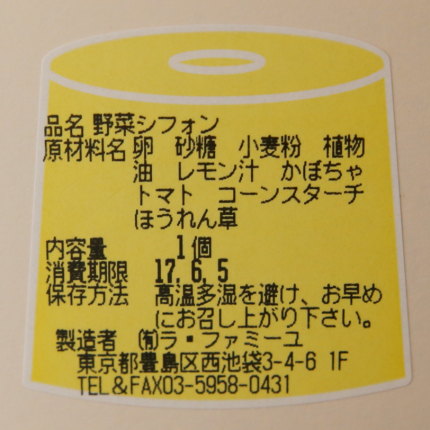 品名 野菜シフォン
原材料名 卵 砂糖 小麦粉 植物
油 レモン汁 かぼちゃ
トマト コーンスターチ
ほうれん草
内容量 1個
消費期限 17. 6. 5
保存方法 高温多湿を避け、お早め
にお召し上がり下さい。
製造者 ㈲ラ・ファミーユ
東京都豊島区西池袋3-4-6 1F
TEL&FAX03-5958-0431